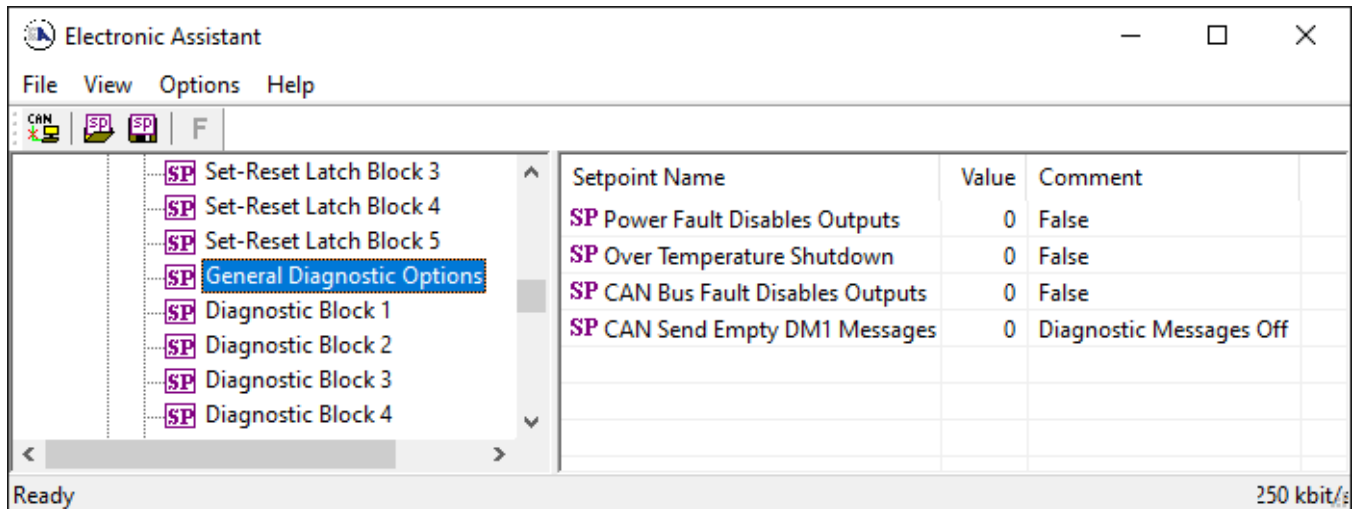 Electronic Assistant
File View Options Help
CAN SP SP F
SP Set-Reset Latch Block 3
SP Set-Reset Latch Block 4
SP Set-Reset Latch Block 5
SP General Diagnostic Options
SP Diagnostic Block 1
SP Diagnostic Block 2
SP Diagnostic Block 3
SP Diagnostic Block 4
Setpoint Name Value Comment
SP Power Fault Disables Outputs 0 False
SP Over Temperature Shutdown 0 False
SP CAN Bus Fault Disables Outputs 0 False
SP CAN Send Empty DM1 Messages 0 Diagnostic Messages Off
Ready 250 kbit/s